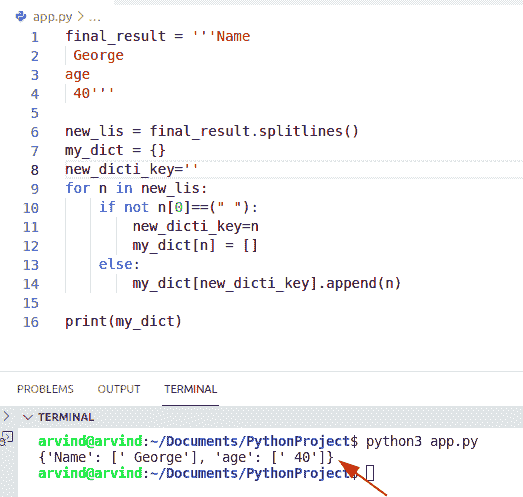 app.py > ...
1 final_result = '''Name
2  George
3 age
4  40'''
5
6 new_lis = final_result.splitlines()
7 my_dict = {}
8 new_dicti_key=''
9 for n in new_lis:
10     if not n[0]==(" "):
11         new_dicti_key=n
12         my_dict[n] = []
13     else:
14         my_dict[new_dicti_key].append(n)
15
16 print(my_dict)
PROBLEMS OUTPUT TERMINAL
TERMINAL
arvind@arvind:~/Documents/PythonProject$ python3 app.py
{'Name': [' George'], 'age': [' 40']}
arvind@arvind:~/Documents/PythonProject$